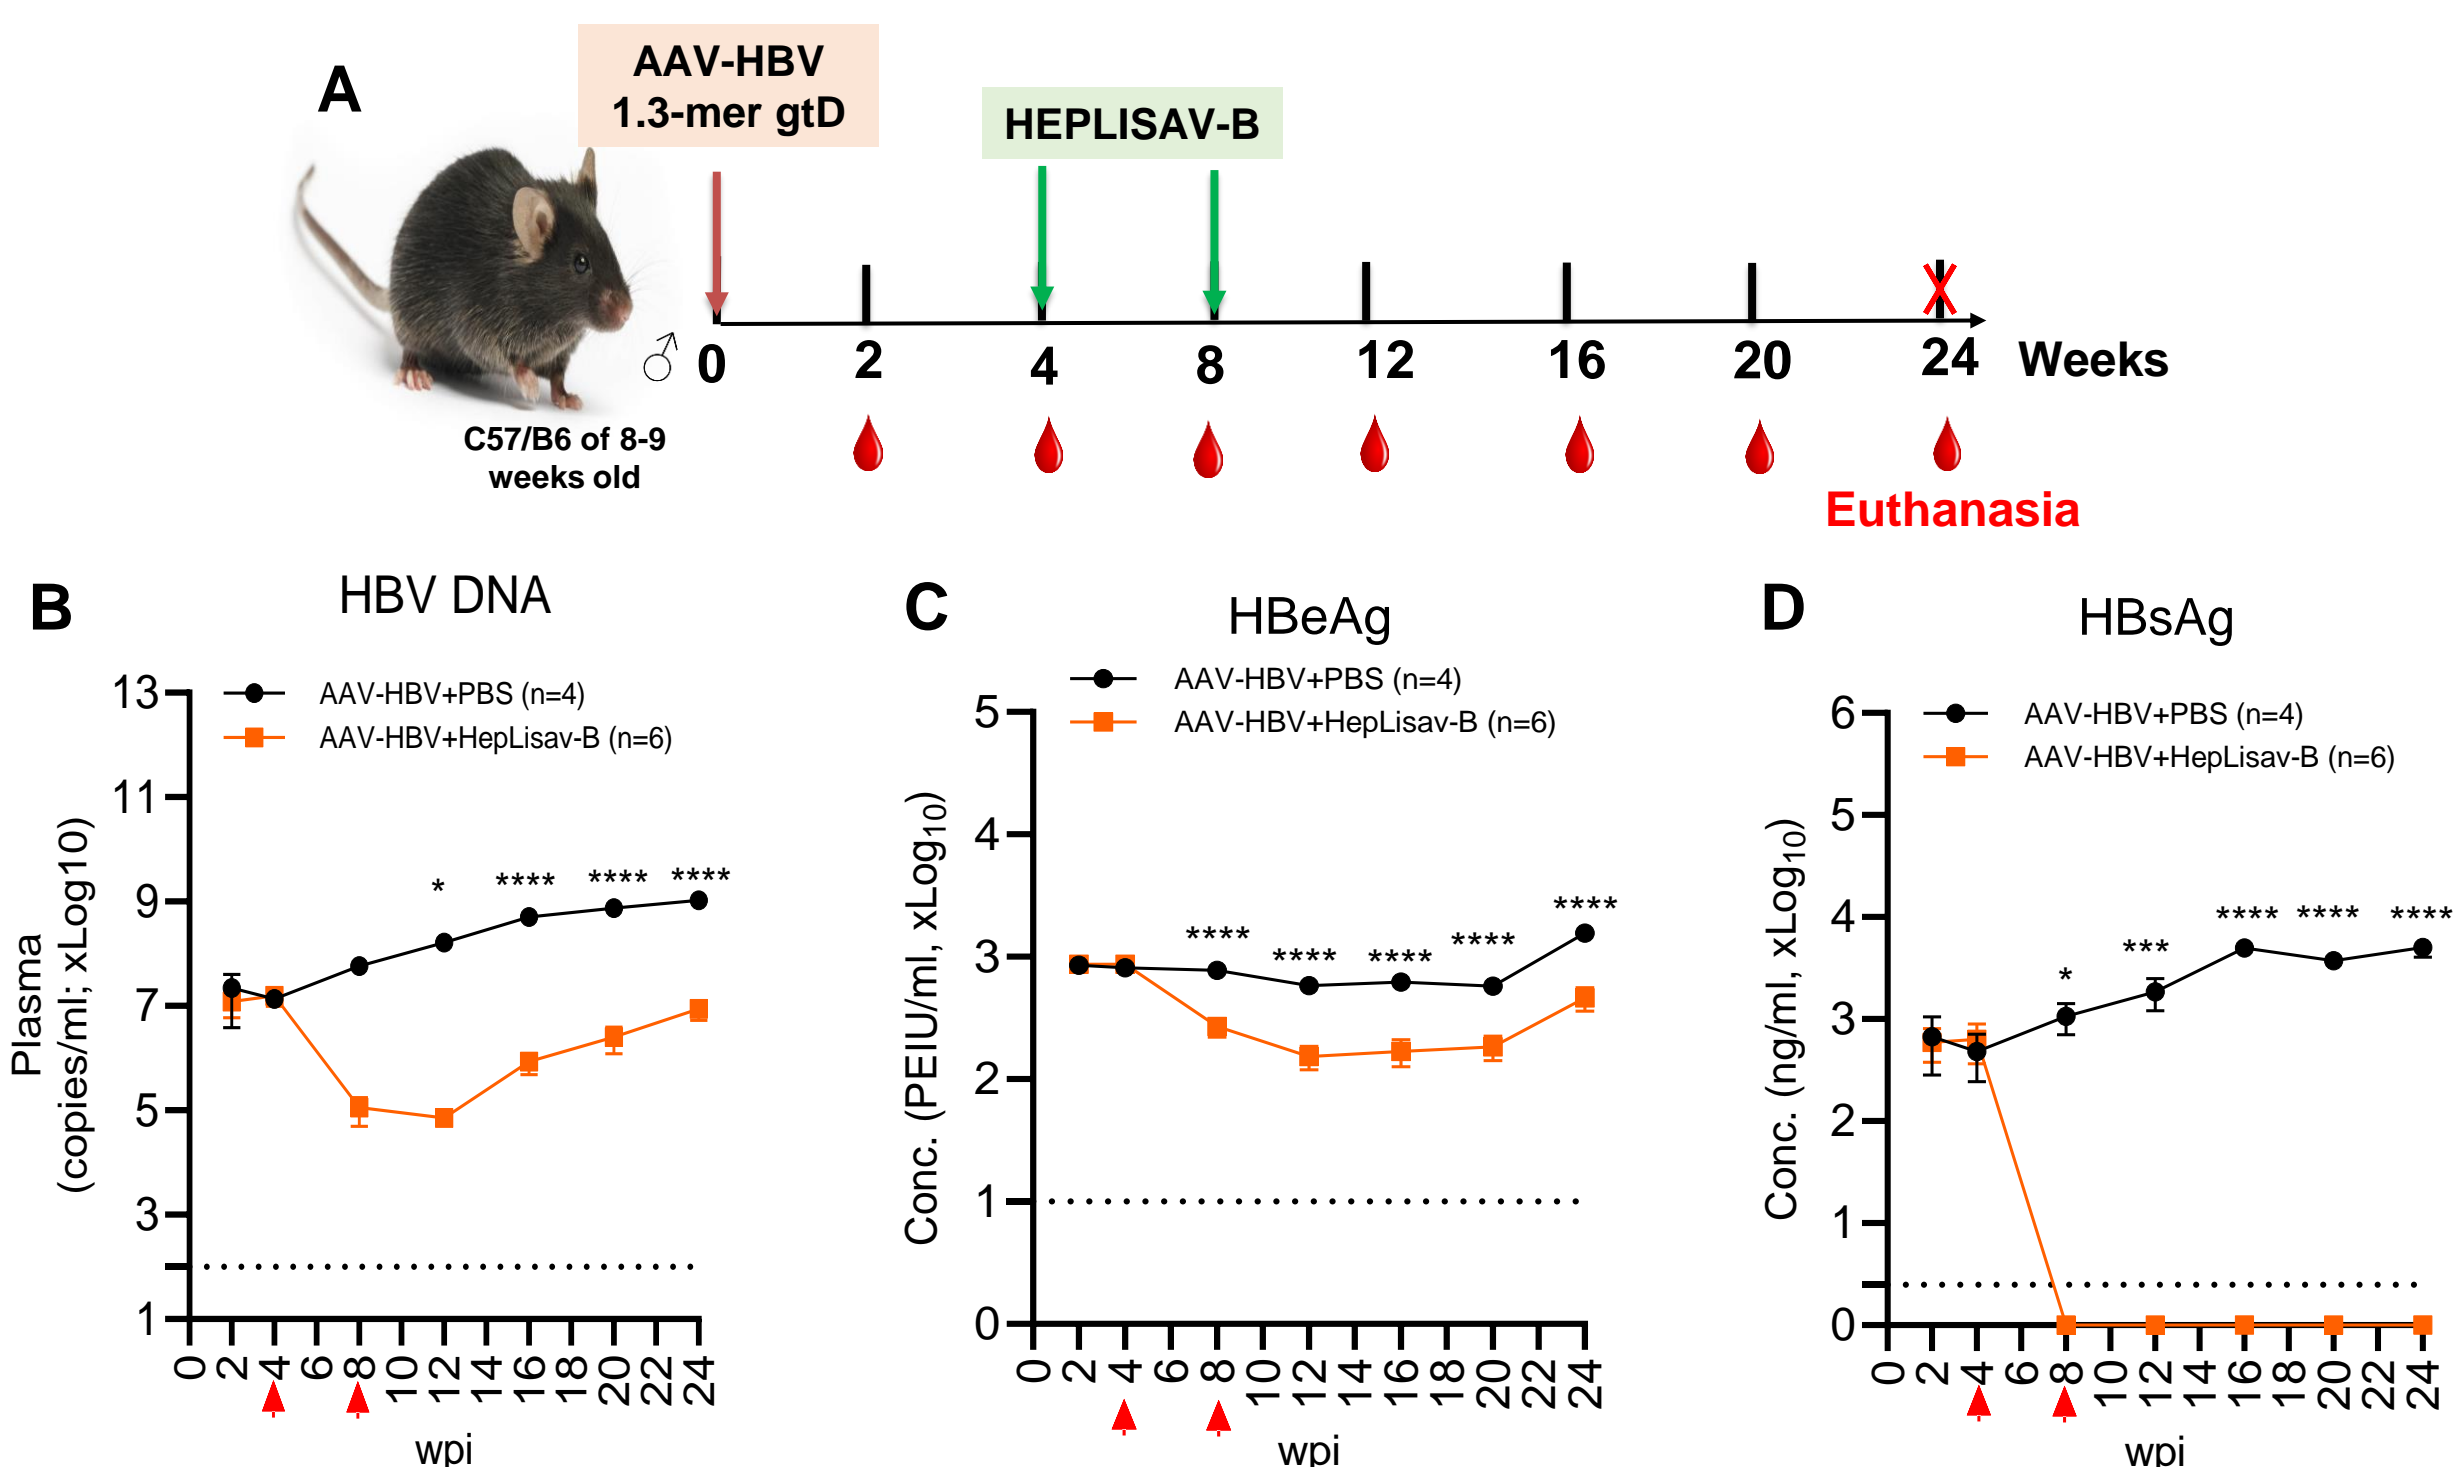 A
AAV-HBV
1.3-mer gtD
HEPLISAV-B
♂ 0 2 4 8 12 16 20 24 Weeks
C57/B6 of 8-9
weeks old
Euthanasia
B
HBV DNA
AAV-HBV+PBS (n=4)
AAV-HBV+HepLisav-B (n=6)
Plasma
(copies/ml; xLog10)
13
11
9
7
5
3
1
* **** **** ****
0 2 4 6 8 10 12 14 16 18 20 22 24
wpi
C
HBeAg
AAV-HBV+PBS (n=4)
AAV-HBV+HepLisav-B (n=6)
Conc. (PEIU/ml, xLog₁₀)
5
4
3
2
1
0
**** **** **** **** ****
0 2 4 6 8 10 12 14 16 18 20 22 24
wpi
D
HBsAg
AAV-HBV+PBS (n=4)
AAV-HBV+HepLisav-B (n=6)
Conc. (ng/ml, xLog₁₀)
6
5
4
3
2
1
0
* *** **** **** ****
0 2 4 6 8 10 12 14 16 18 20 22 24
wpi